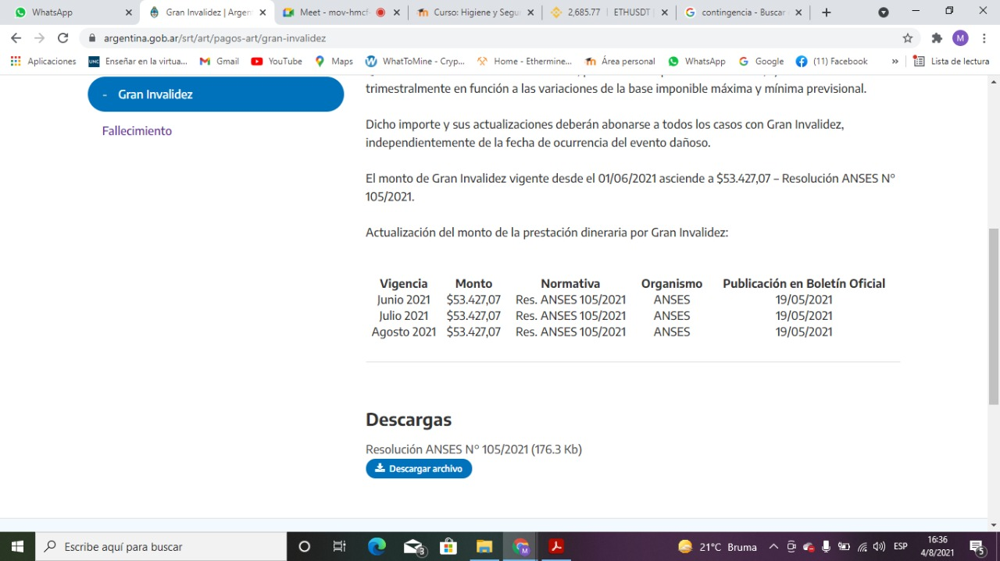 WhatsApp
Gran Invalidez | Argen
Meet - mov-hmcf
Curso: Higiene y Segu
2,685.77 | ETHUSDT |
contingencia - Buscar
argentina.gob.ar/srt/art/pagos-art/gran-invalidez
M
Aplicaciones
UNC Enseñar en la virtua...
Gmail
YouTube
Maps
WhatToMine - Cryp...
Home - Ethermine...
Área personal
WhatsApp
Google
(11) Facebook
»
Lista de lectura
- Gran Invalidez
Fallecimiento
trimestralmente en función a las variaciones de la base imponible máxima y mínima previsional.
Dicho importe y sus actualizaciones deberán abonarse a todos los casos con Gran Invalidez,
independientemente de la fecha de ocurrencia del evento dañoso.
El monto de Gran Invalidez vigente desde el 01/06/2021 asciende a $53.427,07 – Resolución ANSES N°
105/2021.
Actualización del monto de la prestación dineraria por Gran Invalidez:
Vigencia Monto Normativa Organismo Publicación en Boletín Oficial
Junio 2021 $53.427,07 Res. ANSES 105/2021 ANSES 19/05/2021
Julio 2021 $53.427,07 Res. ANSES 105/2021 ANSES 19/05/2021
Agosto 2021 $53.427,07 Res. ANSES 105/2021 ANSES 19/05/2021
Descargas
Resolución ANSES N° 105/2021 (176.3 Kb)
Descargar archivo
Escribe aquí para buscar
3
M
21°C Bruma
ESP
16:36
4/8/2021
5